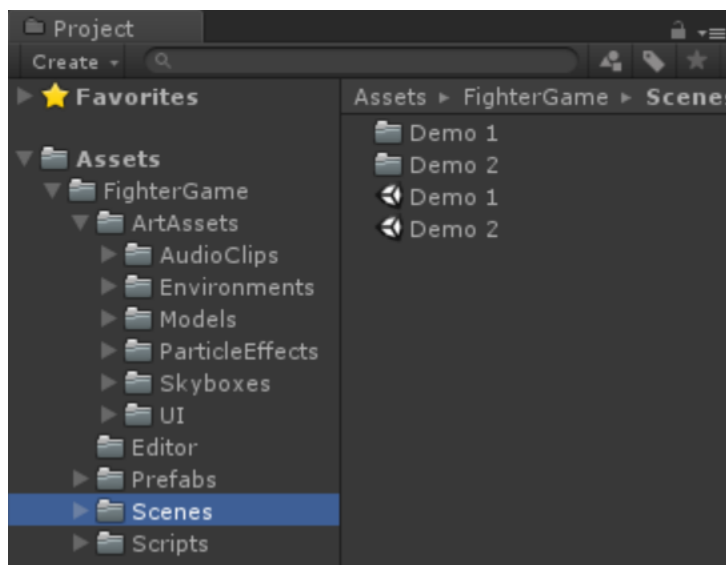 Project
Create
Favorites
Assets
FighterGame
ArtAssets
AudioClips
Environments
Models
ParticleEffects
Skyboxes
UI
Editor
Prefabs
Scenes
Scripts
Assets ▸ FighterGame ▸ Scenes
Demo 1
Demo 2
Demo 1
Demo 2